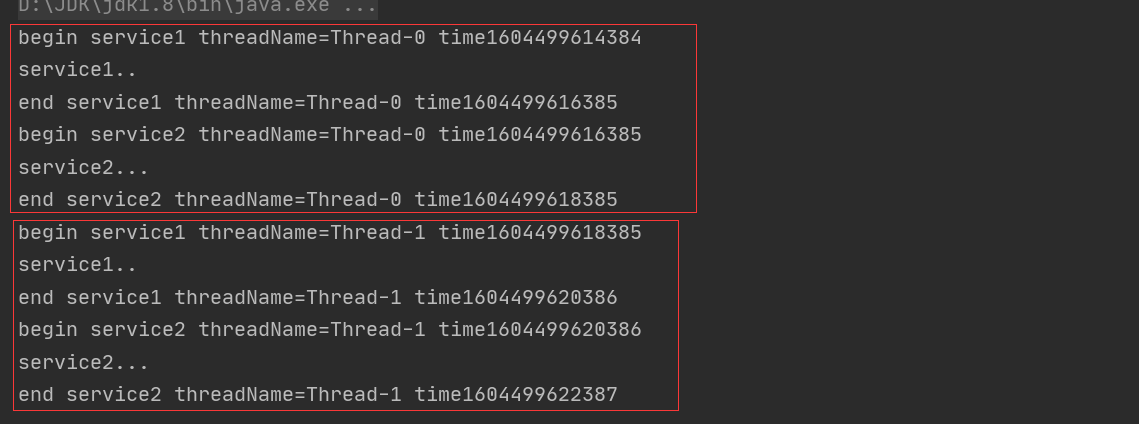 D:\JDK\jdk1.8\bin\java.exe ...
begin service1 threadName=Thread-0 time1604499614384
service1..
end service1 threadName=Thread-0 time1604499616385
begin service2 threadName=Thread-0 time1604499616385
service2...
end service2 threadName=Thread-0 time1604499618385
begin service1 threadName=Thread-1 time1604499618385
service1..
end service1 threadName=Thread-1 time1604499620386
begin service2 threadName=Thread-1 time1604499620386
service2...
end service2 threadName=Thread-1 time1604499622387